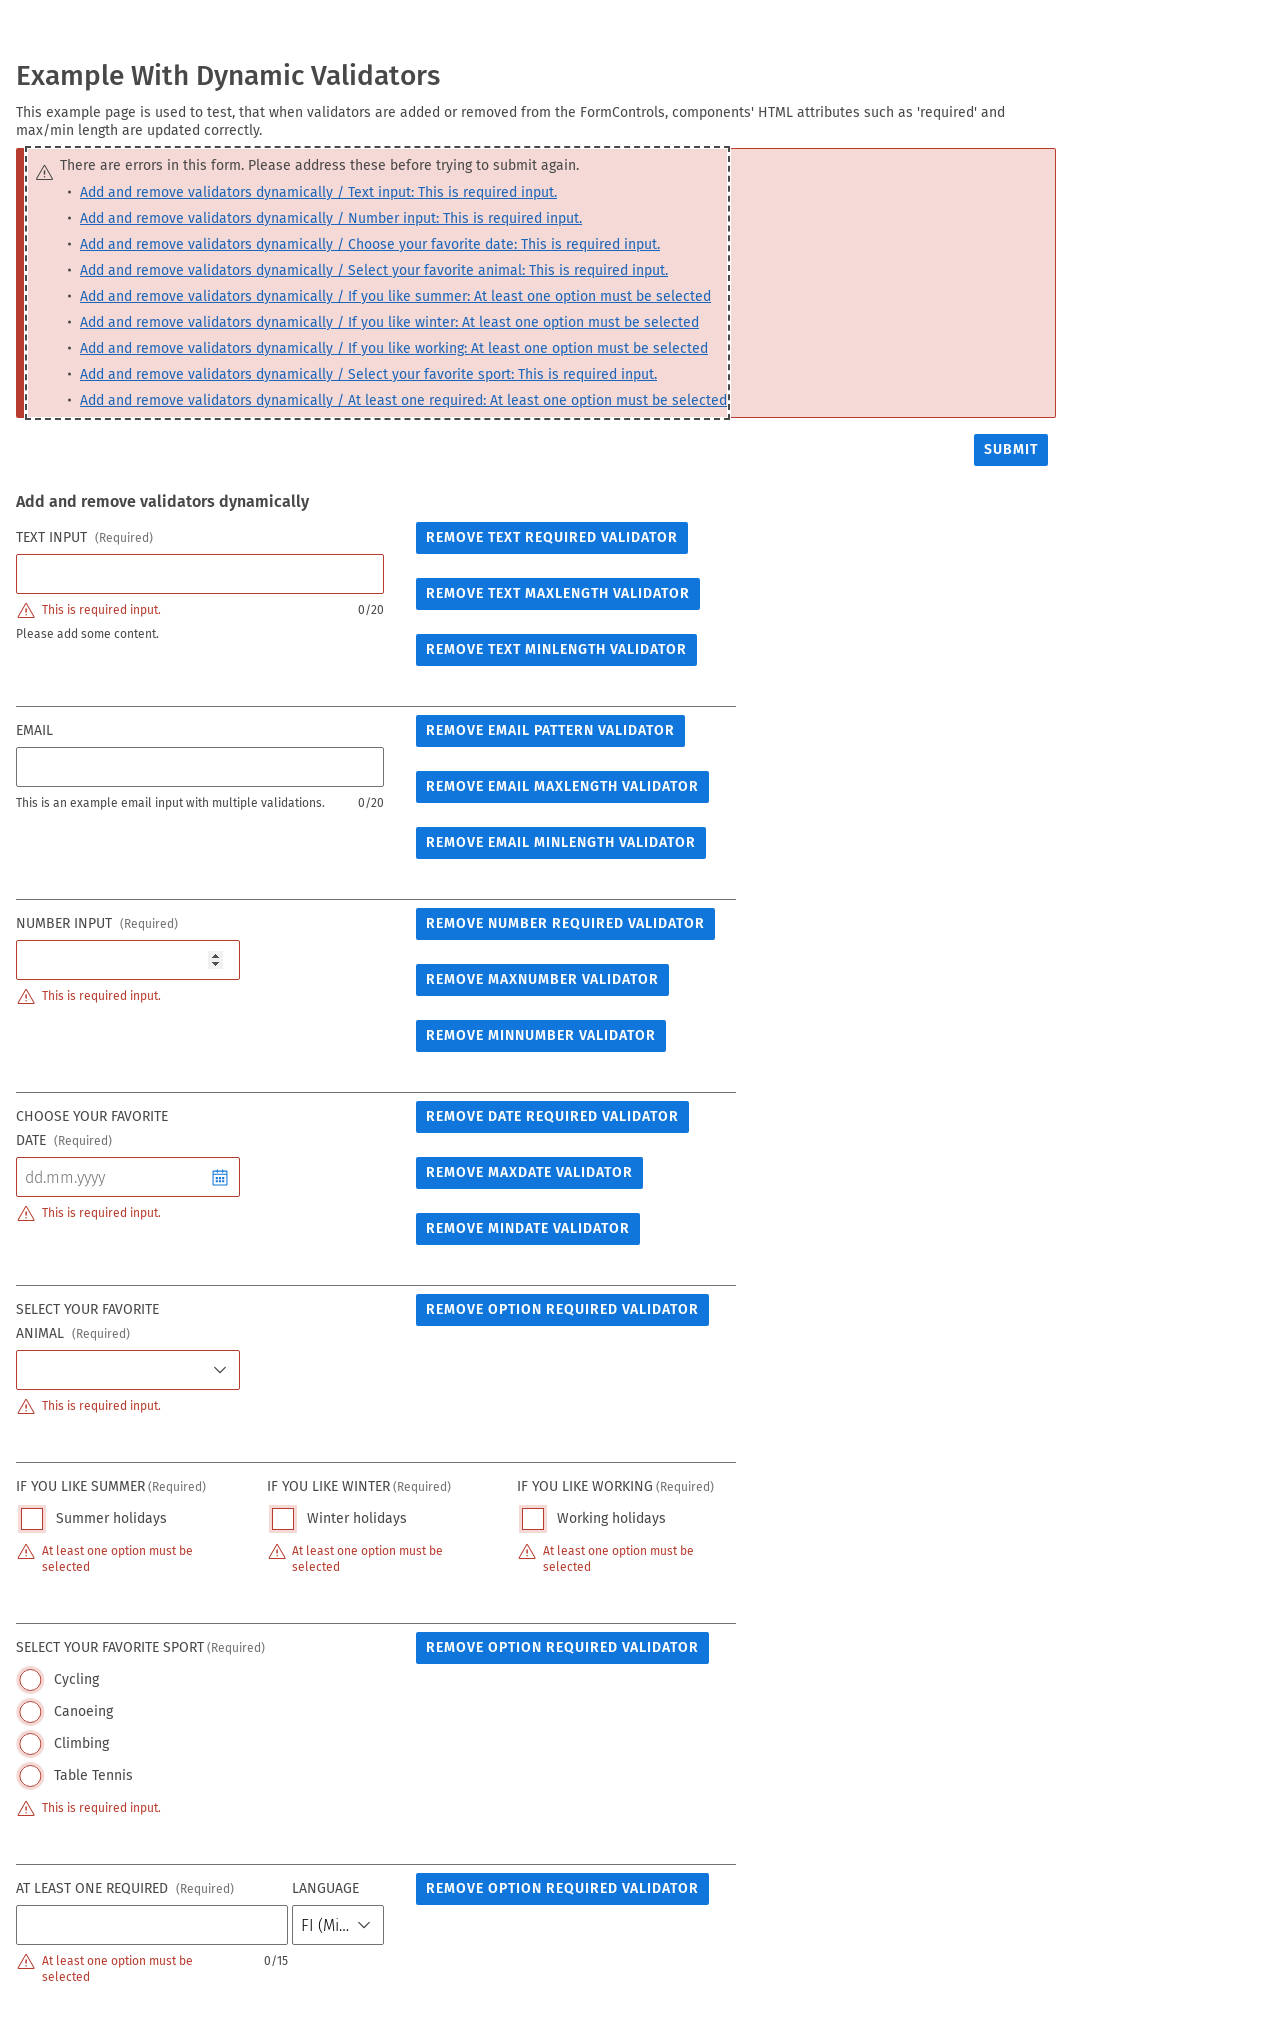 Example With Dynamic Validators
This example page is used to test, that when validators are added or removed from the FormControls, components' HTML attributes such as 'required' and
max/min length are updated correctly.
There are errors in this form. Please address these before trying to submit again.
• Add and remove validators dynamically / Text input: This is required input.
• Add and remove validators dynamically / Number input: This is required input.
• Add and remove validators dynamically / Choose your favorite date: This is required input.
• Add and remove validators dynamically / Select your favorite animal: This is required input.
• Add and remove validators dynamically / If you like summer: At least one option must be selected
• Add and remove validators dynamically / If you like winter: At least one option must be selected
• Add and remove validators dynamically / If you like working: At least one option must be selected
• Add and remove validators dynamically / Select your favorite sport: This is required input.
• Add and remove validators dynamically / At least one required: At least one option must be selected
SUBMIT
Add and remove validators dynamically
TEXT INPUT (Required)
REMOVE TEXT REQUIRED VALIDATOR
REMOVE TEXT MAXLENGTH VALIDATOR
This is required input. 0/20
Please add some content.
REMOVE TEXT MINLENGTH VALIDATOR
EMAIL
REMOVE EMAIL PATTERN VALIDATOR
REMOVE EMAIL MAXLENGTH VALIDATOR
This is an example email input with multiple validations. 0/20
REMOVE EMAIL MINLENGTH VALIDATOR
NUMBER INPUT (Required)
REMOVE NUMBER REQUIRED VALIDATOR
REMOVE MAXNUMBER VALIDATOR
This is required input.
REMOVE MINNUMBER VALIDATOR
CHOOSE YOUR FAVORITE
DATE (Required)
REMOVE DATE REQUIRED VALIDATOR
dd.mm.yyyy
REMOVE MAXDATE VALIDATOR
This is required input.
REMOVE MINDATE VALIDATOR
SELECT YOUR FAVORITE
ANIMAL (Required)
REMOVE OPTION REQUIRED VALIDATOR
This is required input.
IF YOU LIKE SUMMER (Required)
Summer holidays
At least one option must be
selected
IF YOU LIKE WINTER (Required)
Winter holidays
At least one option must be
selected
IF YOU LIKE WORKING (Required)
Working holidays
At least one option must be
selected
SELECT YOUR FAVORITE SPORT (Required)
REMOVE OPTION REQUIRED VALIDATOR
Cycling
Canoeing
Climbing
Table Tennis
This is required input.
AT LEAST ONE REQUIRED (Required)
LANGUAGE
REMOVE OPTION REQUIRED VALIDATOR
FI (Mi...
At least one option must be
selected
0/15